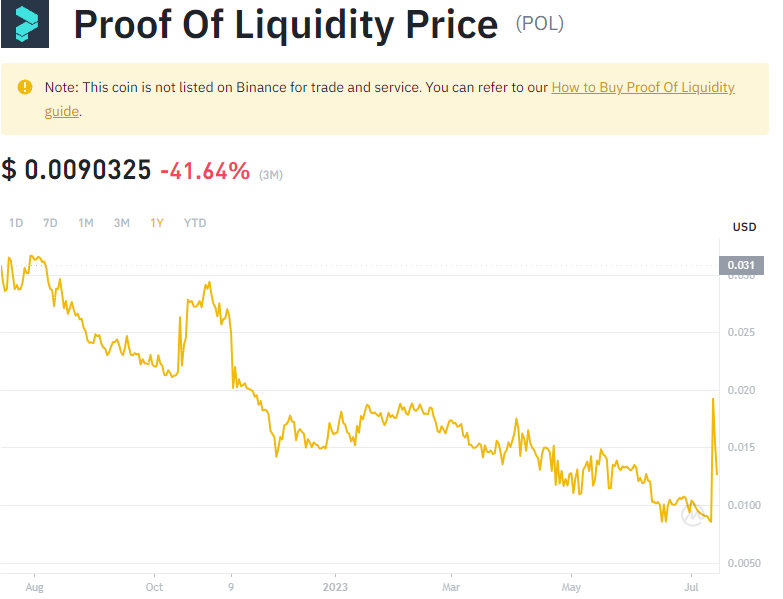 Proof Of Liquidity Price (POL)
Note: This coin is not listed on Binance for trade and service. You can refer to our How to Buy Proof Of Liquidity
guide.
$ 0.0090325 -41.64% (3M)
1D 7D 1M 3M 1Y YTD
USD
0.031
0.030
0.025
0.020
0.015
0.0100
0.0050
Aug Oct 9 2023 Mar May Jul